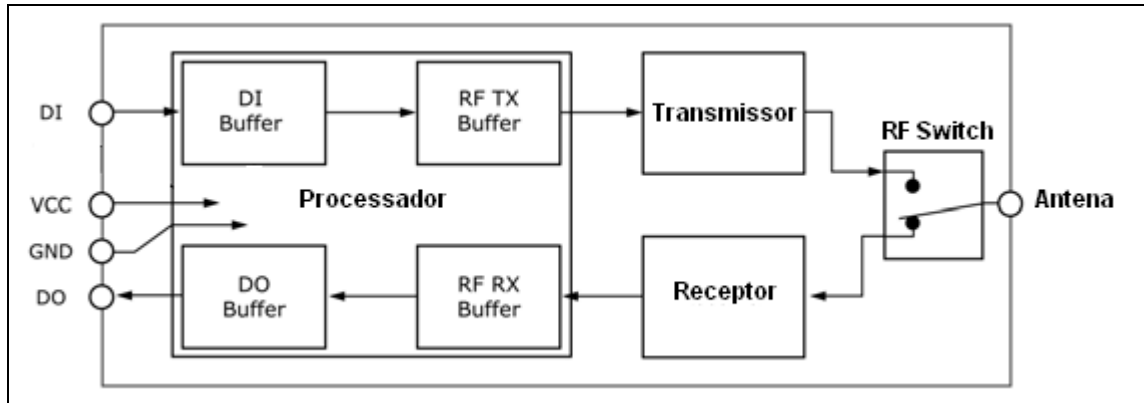 DI
DI
Buffer
RF TX
Buffer
Transmissor
RF Switch
VCC
Processador
Antena
GND
DO
DO
Buffer
RF RX
Buffer
Receptor